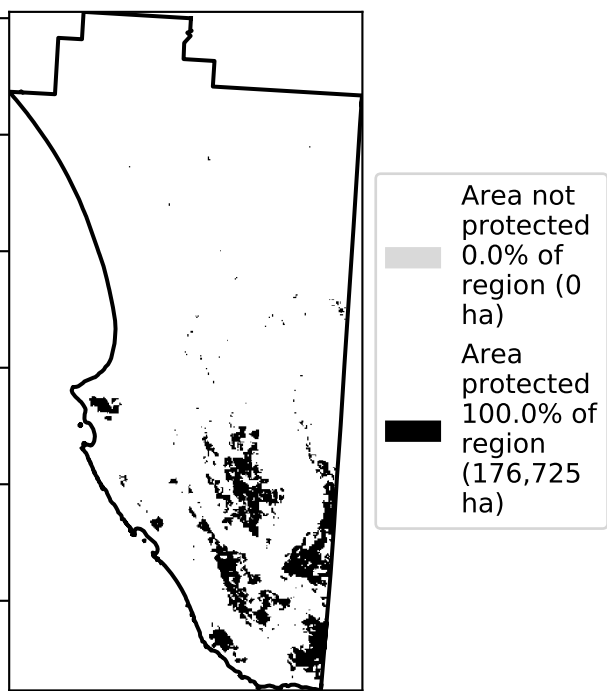 Area not
protected
0.0% of
region (0
ha)
Area
protected
100.0% of
region
(176,725
ha)